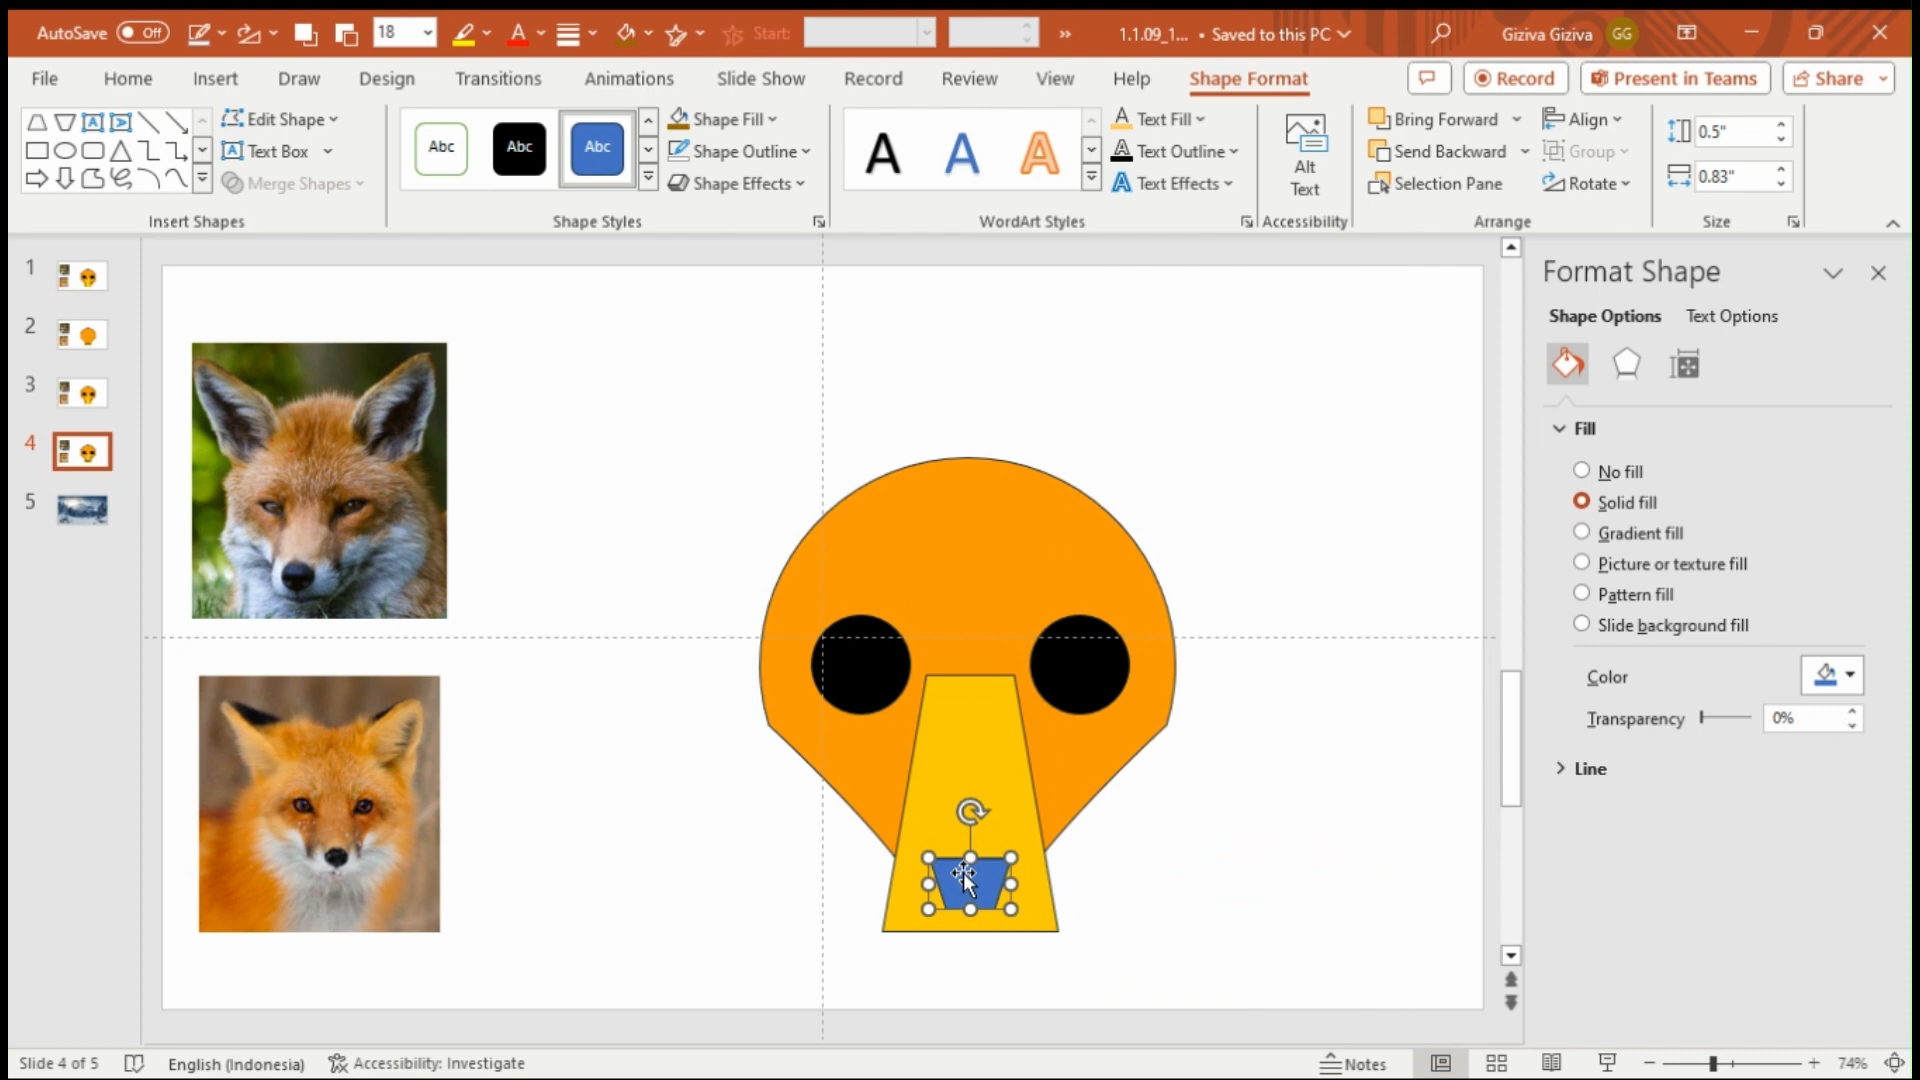 AutoSave Off 18 Start: » 1.1.09_1... • Saved to this PC Giziva Giziva GG
File Home Insert Draw Design Transitions Animations Slide Show Record Review View Help Shape Format Record Present in Teams Share
Edit Shape
Text Box
Merge Shapes
Insert Shapes
Abc Abc Abc
Shape Fill
Shape Outline
Shape Effects
Shape Styles
A A A
Text Fill
Text Outline
Text Effects
WordArt Styles
Alt
Text
Accessibility
Bring Forward
Send Backward
Selection Pane
Align
Group
Rotate
Arrange
0.5"
0.83"
Size
1
2
3
4
5
Format Shape
Shape Options Text Options
Fill
No fill
Solid fill
Gradient fill
Picture or texture fill
Pattern fill
Slide background fill
Color
Transparency 0%
Line
Slide 4 of 5 English (Indonesia) Accessibility: Investigate Notes 74%